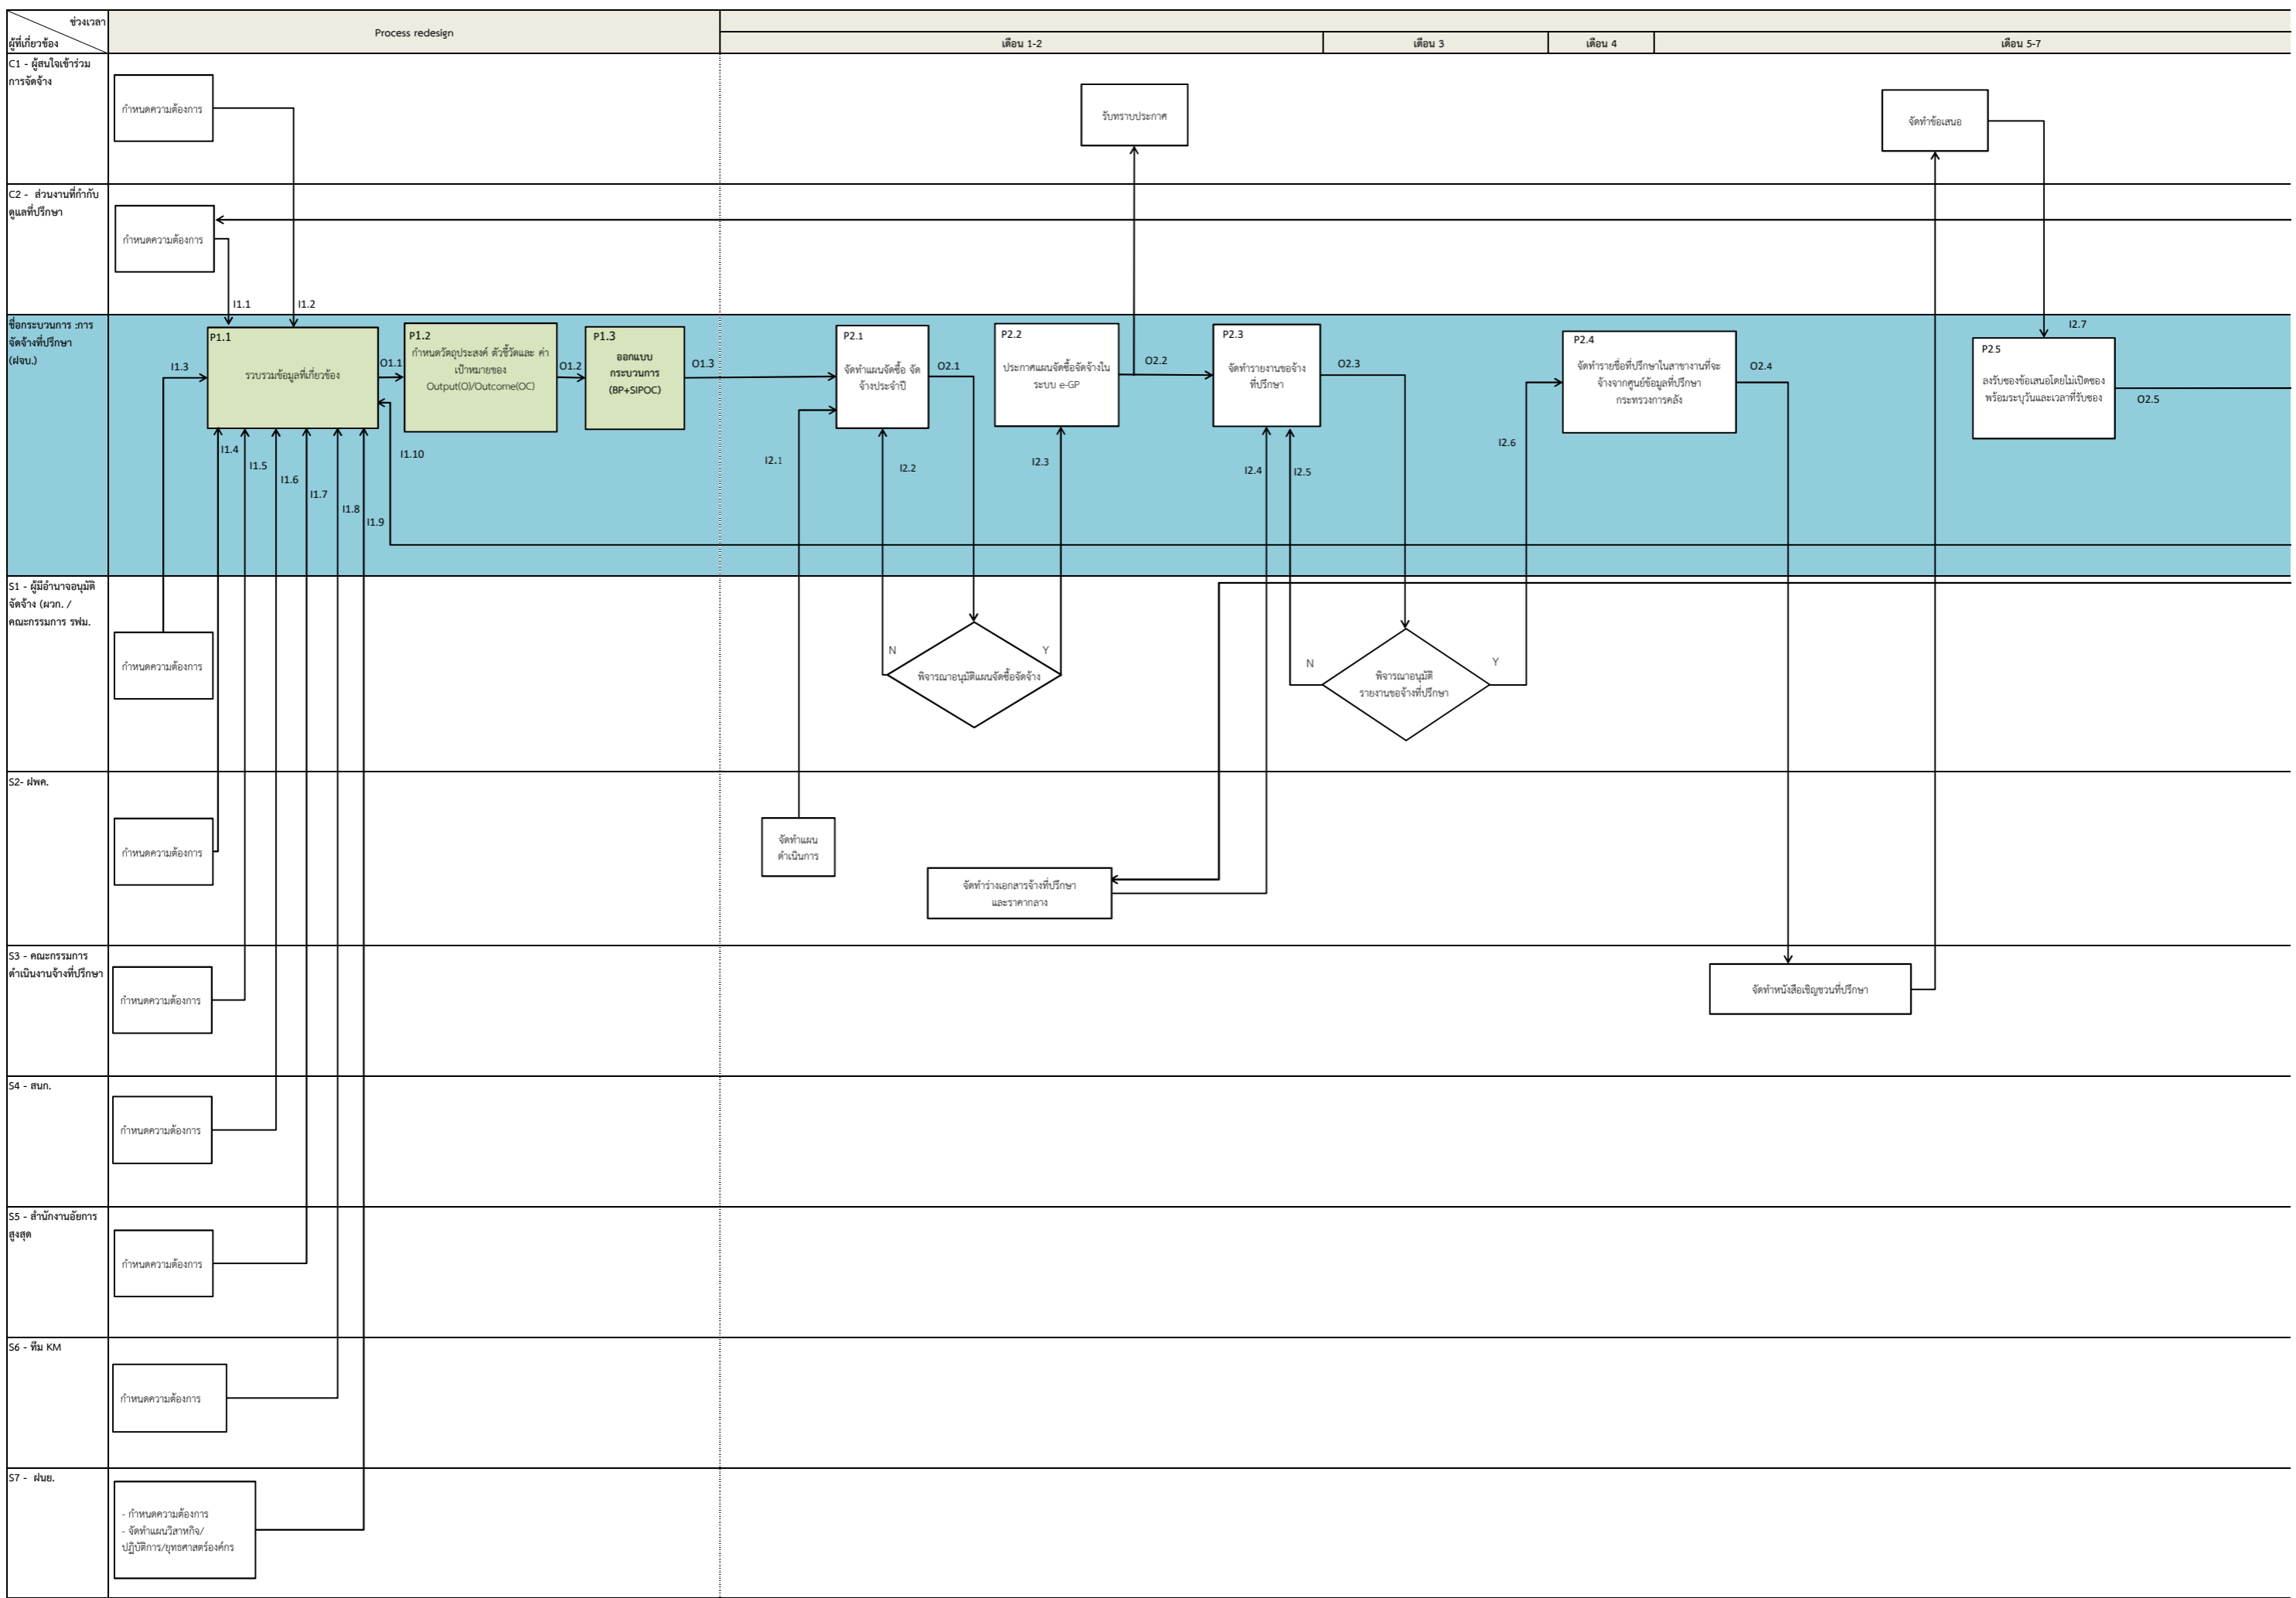 ช่วงเวลา
ผู้ที่เกี่ยวข้อง
Process redesign
เดือน 1-2
เดือน 3
เดือน 4
เดือน 5-7
C1 - ผู้สนใจเข้าร่วม
การจัดจ้าง
กำหนดความต้องการ
รับทราบประกาศ
จัดทำข้อเสนอ
C2 - ส่วนงานที่กำกับ
ดูแลที่ปรึกษา
กำหนดความต้องการ
I1.1
I1.2
ชื่อกระบวนการ :การ
จัดจ้างที่ปรึกษา
(ฝจบ.)
I1.3
P1.1
รวบรวมข้อมูลที่เกี่ยวข้อง
O1.1
P1.2
กำหนดวัตถุประสงค์ ตัวชี้วัดและ ค่า
เป้าหมายของ
Output(O)/Outcome(OC)
O1.2
P1.3
ออกแบบ
กระบวนการ
(BP+SIPOC)
O1.3
P2.1
จัดทำแผนจัดซื้อ จัด
จ้างประจำปี
O2.1
P2.2
ประกาศแผนจัดซื้อจัดจ้างใน
ระบบ e-GP
O2.2
P2.3
จัดทำรายงานขอจ้าง
ที่ปรึกษา
O2.3
P2.4
จัดทำรายชื่อที่ปรึกษาในสาขางานที่จะ
จ้างจากศูนย์ข้อมูลที่ปรึกษา
กระทรวงการคลัง
O2.4
I2.7
P2.5
ลงรับซองข้อเสนอโดยไม่เปิดซอง
พร้อมระบุวันและเวลาที่รับซอง
O2.5
I1.4
I1.5
I1.6
I1.7
I1.8
I1.9
I1.10
I2.1
I2.2
I2.3
I2.4
I2.5
I2.6
S1 - ผู้มีอำนาจอนุมัติ
จัดจ้าง (ผวก. /
คณะกรรมการ รฟม.
กำหนดความต้องการ
N
Y
พิจารณาอนุมัติแผนจัดซื้อจัดจ้าง
N
Y
พิจารณาอนุมัติ
รายงานขอจ้างที่ปรึกษา
S2- ฝพค.
กำหนดความต้องการ
จัดทำแผน
ดำเนินการ
จัดทำร่างเอกสารจ้างที่ปรึกษา
และราคากลาง
S3 - คณะกรรมการ
ดำเนินงานจ้างที่ปรึกษา
กำหนดความต้องการ
จัดทำหนังสือเชิญชวนที่ปรึกษา
S4 - สนก.
กำหนดความต้องการ
S5 - สำนักงานอัยการ
สูงสุด
กำหนดความต้องการ
S6 - ทีม KM
กำหนดความต้องการ
S7 - ฝนย.
- กำหนดความต้องการ
- จัดทำแผนวิสาหกิจ/
ปฏิบัติการ/ยุทธศาสตร์องค์กร